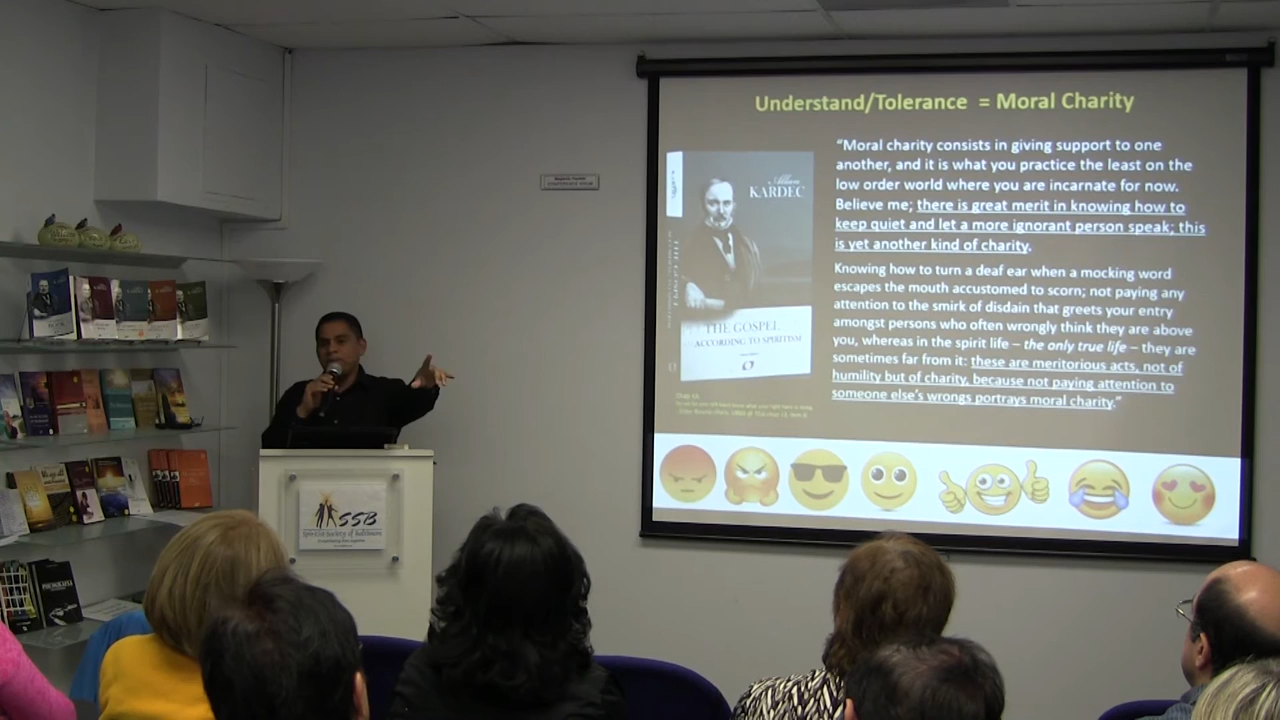 Understand/Tolerance = Moral Charity
"Moral charity consists in giving support to one
another, and it is what you practice the least on the
low order world where you are incarnate for now.
Believe me; there is great merit in knowing how to
keep quiet and let a more ignorant person speak; this
is yet another kind of charity.
Knowing how to turn a deaf ear when a mocking word
escapes the mouth accustomed to scorn; not paying any
attention to the smirk of disdain that greets your entry
amongst persons who often wrongly think they are above
you, whereas in the spirit life – the only true life – they are
sometimes far from it: these are meritorious acts, not of
humility but of charity, because not paying attention to
someone else's wrongs portrays moral charity."
Allan
KARDEC
THE GOSPEL
ACCORDING TO SPIRITISM
SSB
Spiritist Society of Baltimore